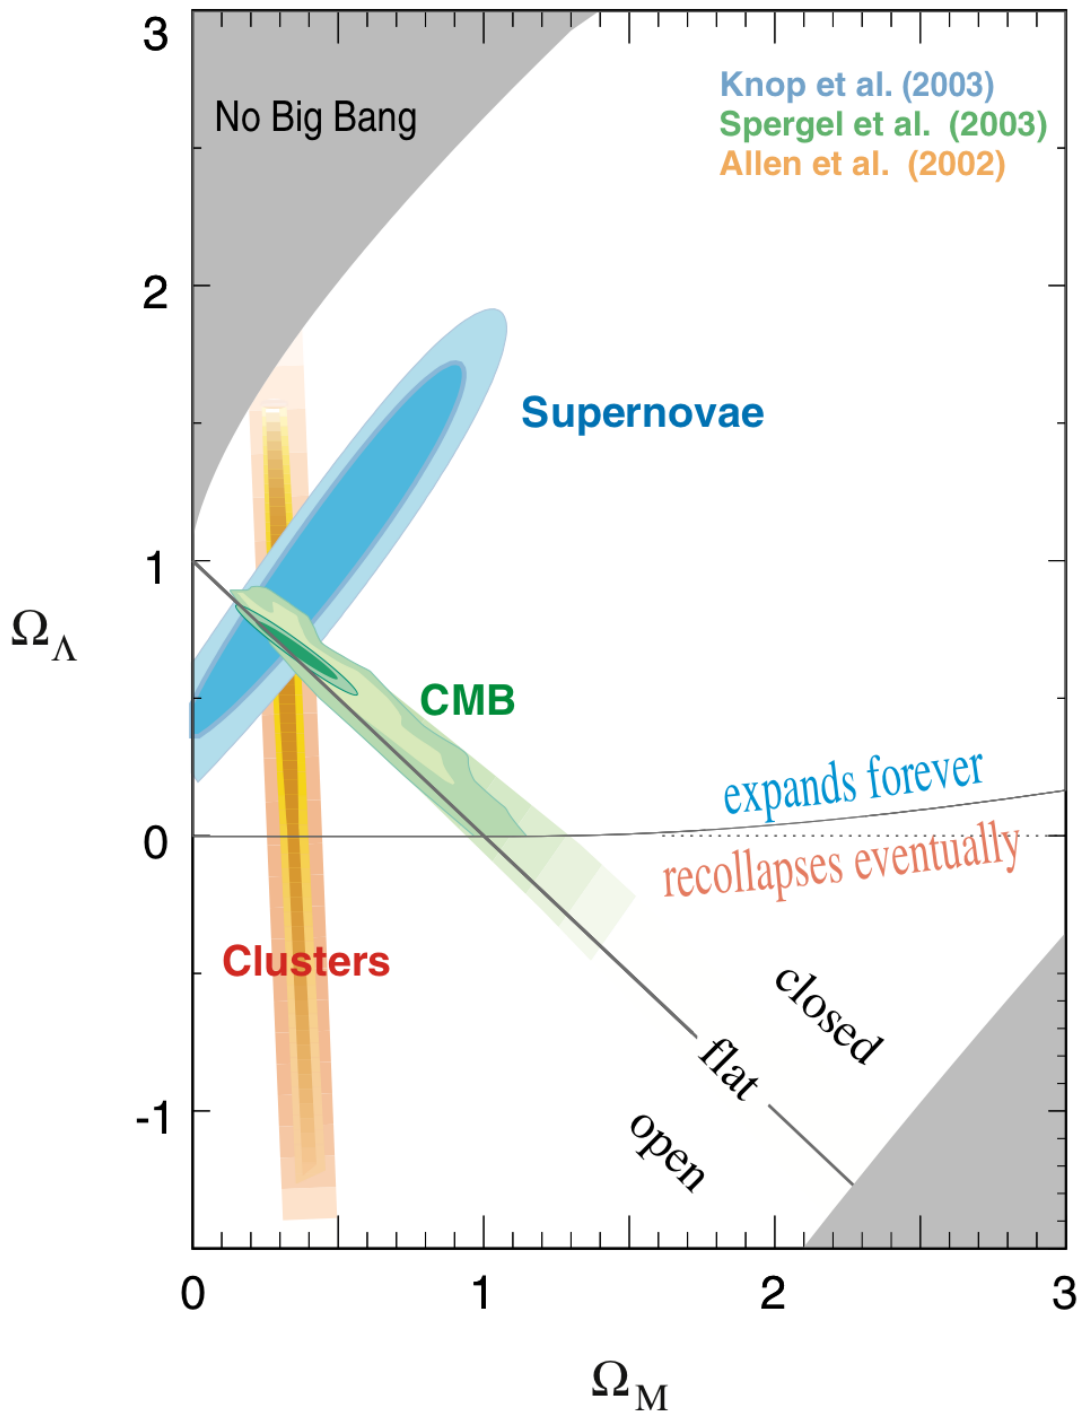 3
No Big Bang
Knop et al. (2003)
Spergel et al. (2003)
Allen et al. (2002)
2
Supernovae
1
Ω_Λ
CMB
expands forever
0
recollapses eventually
Clusters
closed
flat
-1
open
0 1 2 3
Ω_M